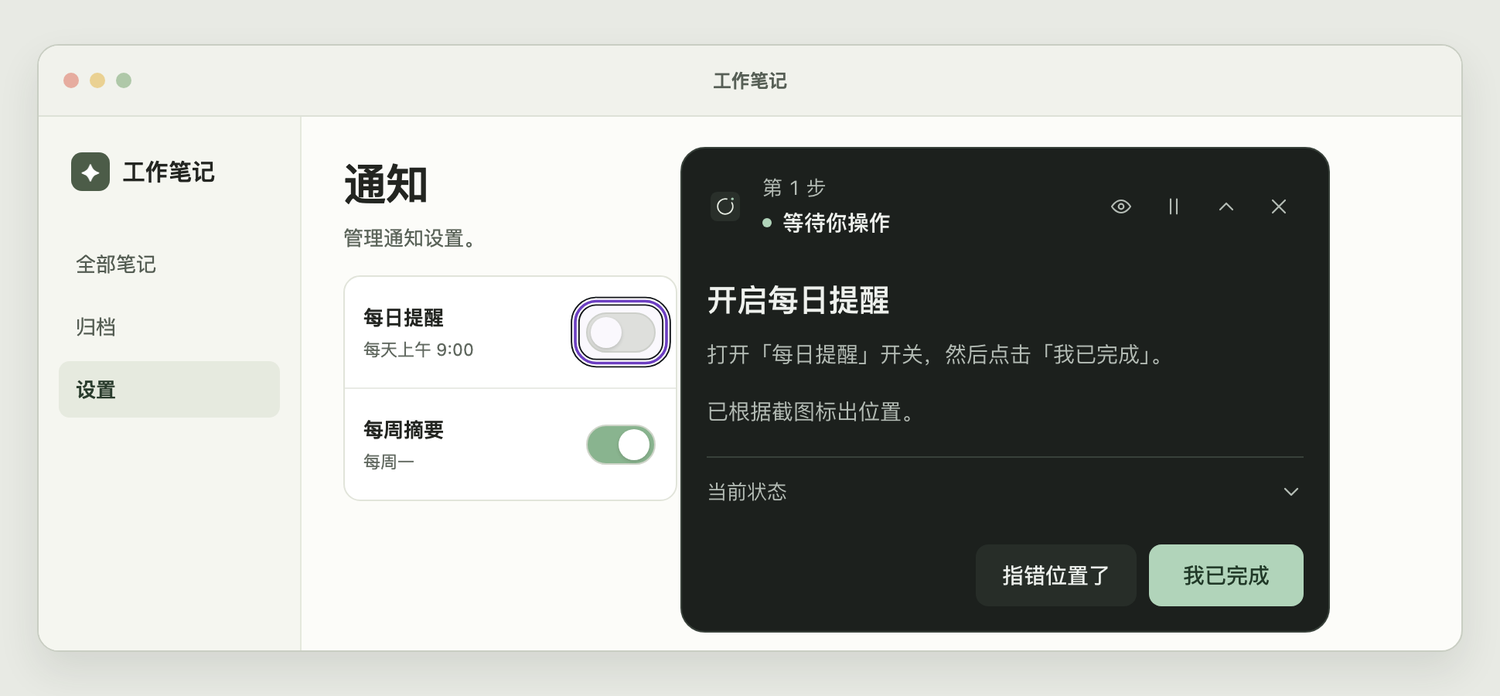 工作笔记
工作笔记
全部笔记
归档
设置
通知
管理通知设置。
每日提醒
每天上午 9:00
每周摘要
每周一
第 1 步
等待你操作
开启每日提醒
打开「每日提醒」开关，然后点击「我已完成」。
已根据截图标出位置。
当前状态
指错位置了
我已完成